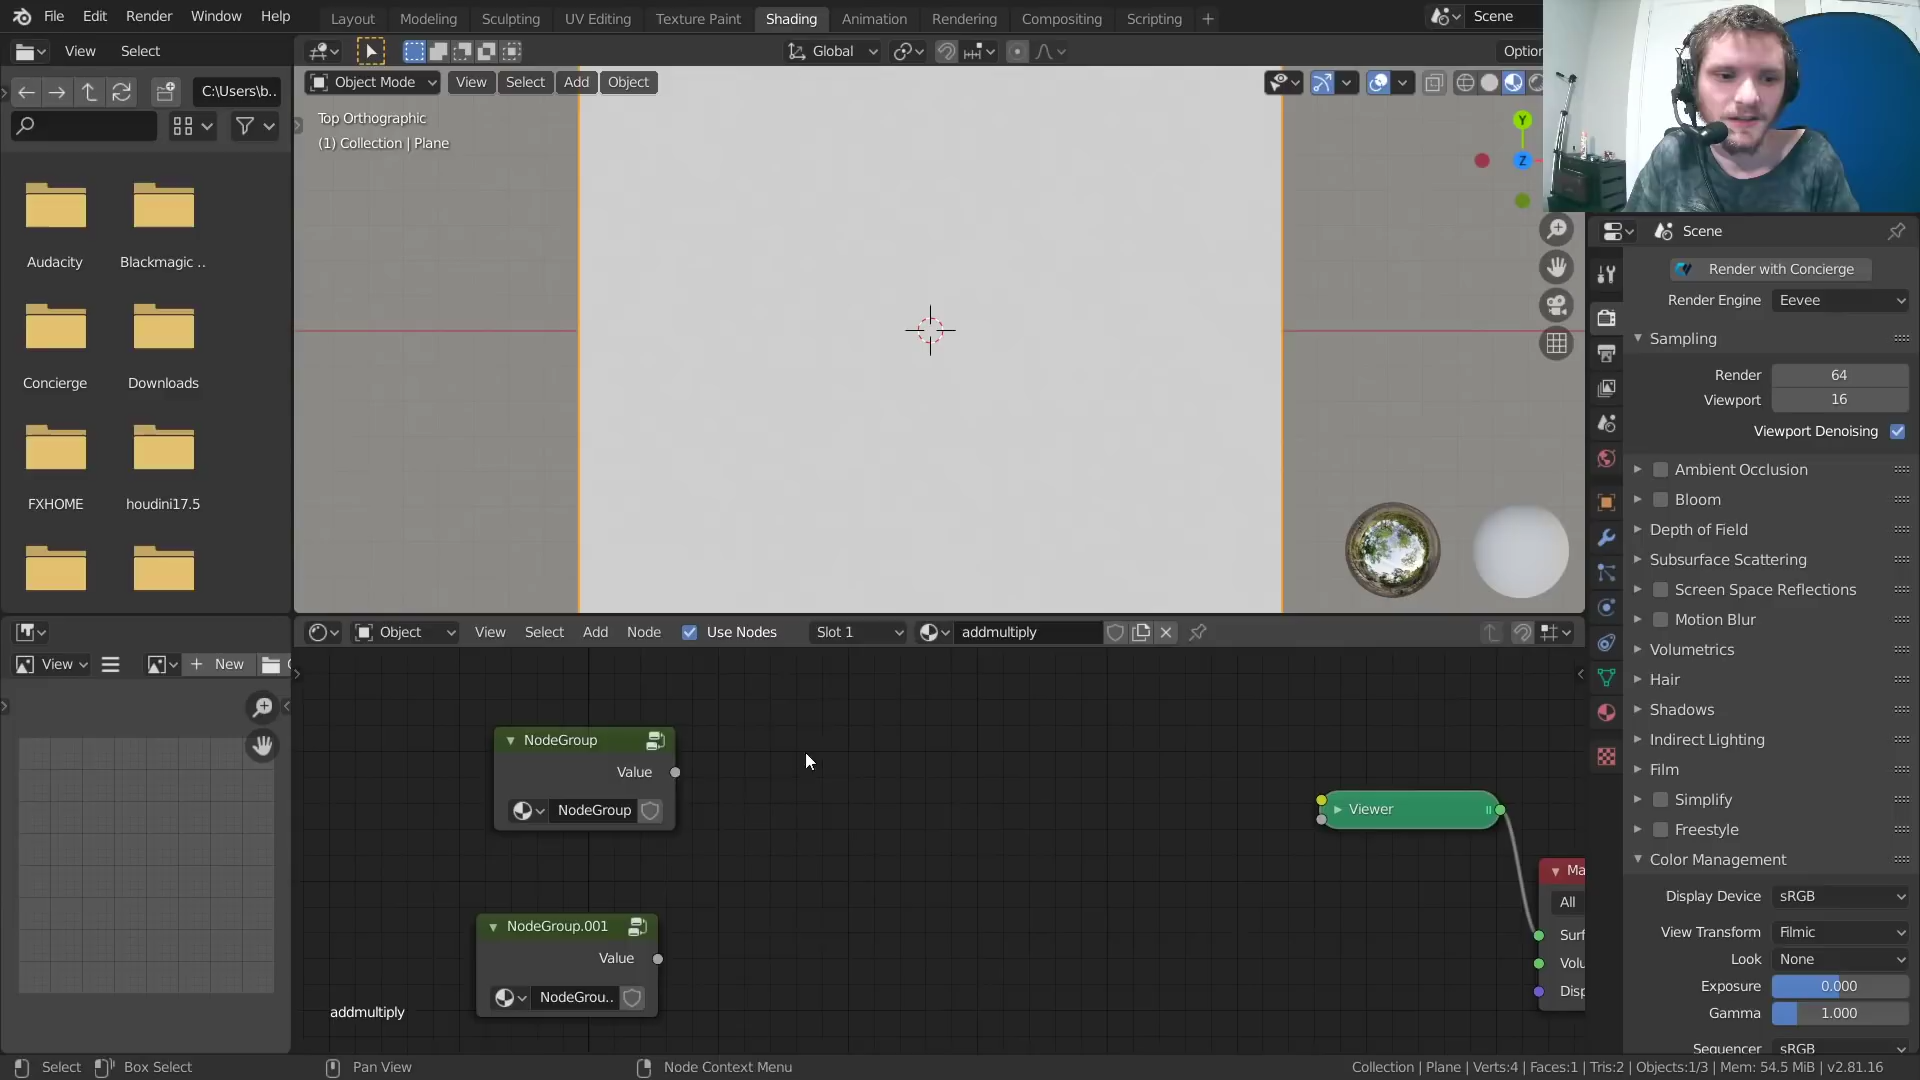 File Edit Render Window Help
Layout Modeling Sculpting UV Editing Texture Paint Shading Animation Rendering Compositing Scripting +
Scene
View Select
Global
Options
C:\Users\b..
Object Mode View Select Add Object
Top Orthographic
(1) Collection | Plane
Y
Z
Audacity
Blackmagic ..
Concierge
Downloads
FXHOME
houdini17.5
Scene
Render with Concierge
Render Engine Eevee
Sampling
Render 64
Viewport 16
Viewport Denoising
Ambient Occlusion
Bloom
Depth of Field
Subsurface Scattering
Screen Space Reflections
Motion Blur
Volumetrics
Hair
Shadows
Indirect Lighting
Film
Simplify
Freestyle
Color Management
Display Device sRGB
View Transform Filmic
Look None
Exposure 0.000
Gamma 1.000
Sequencer sRGB
Object View Select Add Node Use Nodes Slot 1 addmultiply
View New
NodeGroup
Value
NodeGroup
NodeGroup.001
Value
NodeGrou..
Viewer
Ma
All
Surf
Volu
Disp
addmultiply
Select Box Select Pan View Node Context Menu
Collection | Plane | Verts:4 | Faces:1 | Tris:2 | Objects:1/3 | Mem: 54.5 MiB | v2.81.16